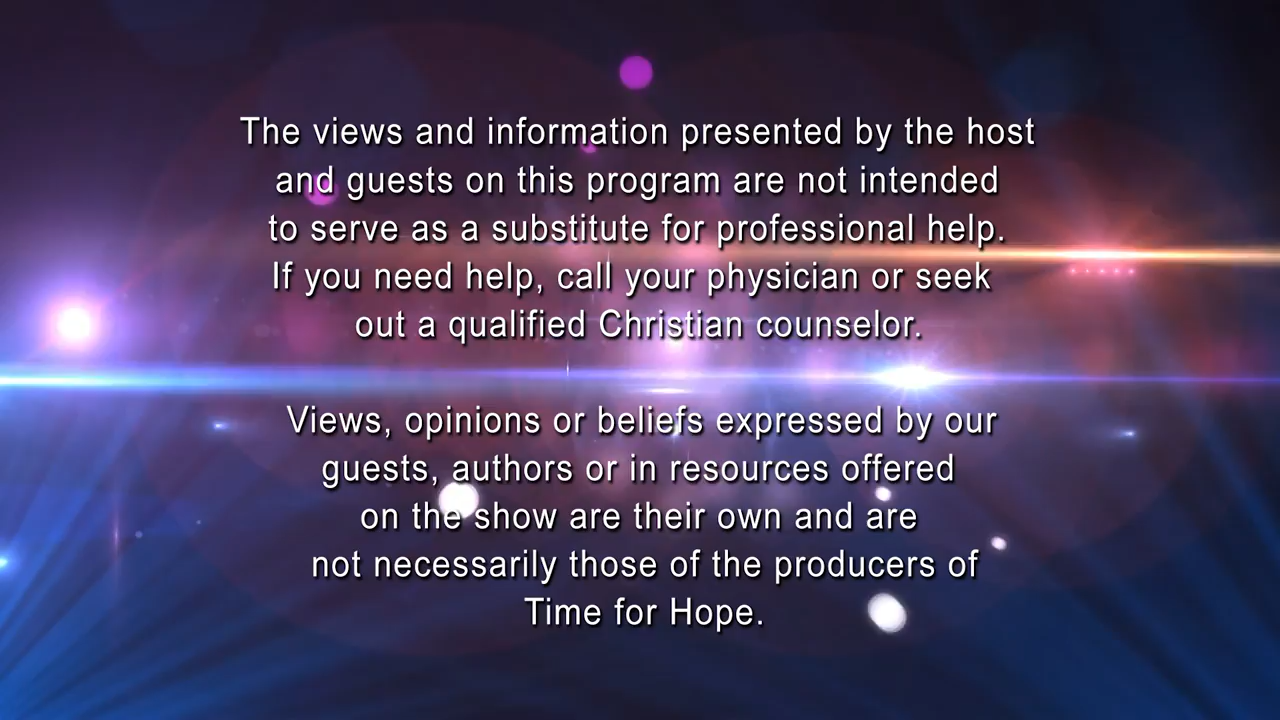 The views and information presented by the host
and guests on this program are not intended
to serve as a substitute for professional help.
If you need help, call your physician or seek
out a qualified Christian counselor.
Views, opinions or beliefs expressed by our
guests, authors or in resources offered
on the show are their own and are
not necessarily those of the producers of
Time for Hope.